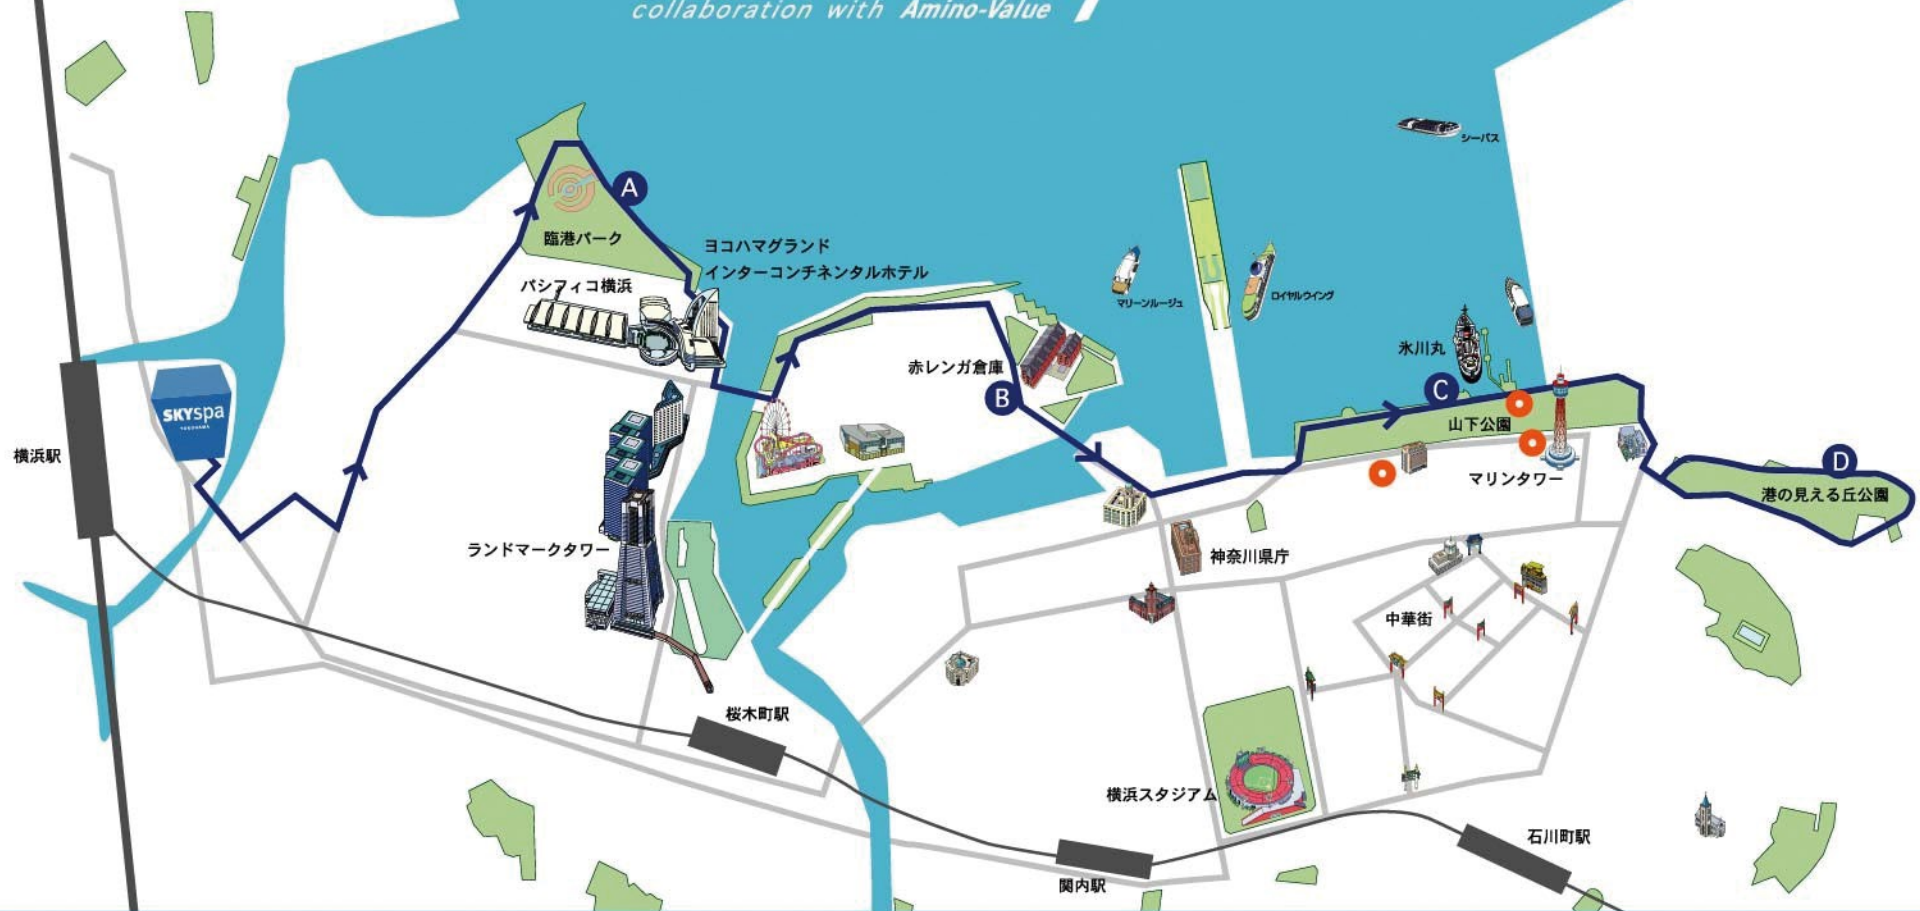 collaboration with Amino-Value
シーバス
A
臨港パーク
ヨコハマグランド
インターコンチネンタルホテル
パシフィコ横浜
マリーンルージュ
ロイヤルウイング
氷川丸
赤レンガ倉庫
B
C
山下公園
SKYspa
YOKOHAMA
横浜駅
D
港の見える丘公園
マリンタワー
ランドマークタワー
神奈川県庁
中華街
桜木町駅
横浜スタジアム
石川町駅
関内駅